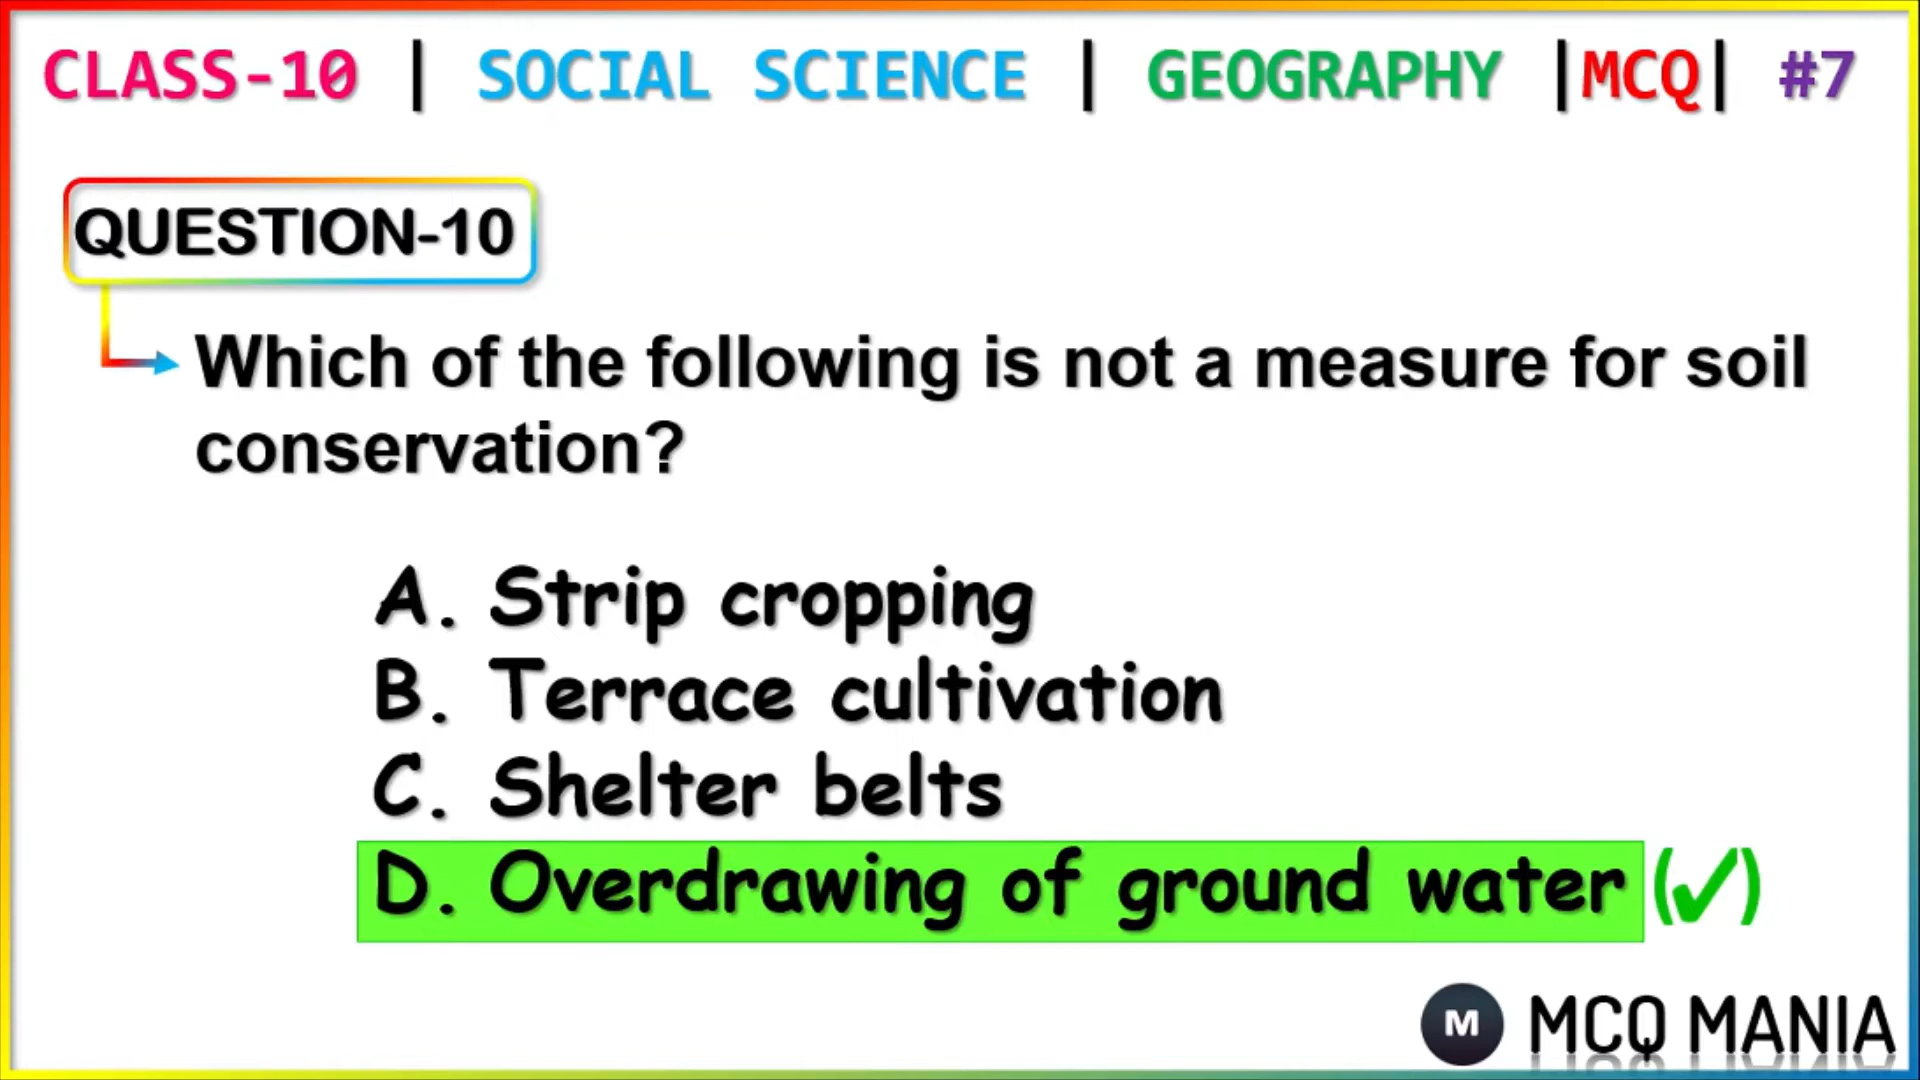 CLASS-10 | SOCIAL SCIENCE | GEOGRAPHY |MCQ| #7
QUESTION-10
Which of the following is not a measure for soil
conservation?
A. Strip cropping
B. Terrace cultivation
C. Shelter belts
D. Overdrawing of ground water (✓)
M MCQ MANIA